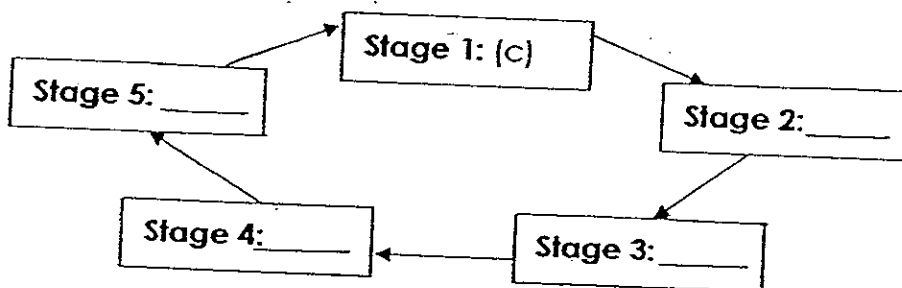 Stage 1: (c)
Stage 5: ______
Stage 2: ______
Stage 4: ______
Stage 3: ______